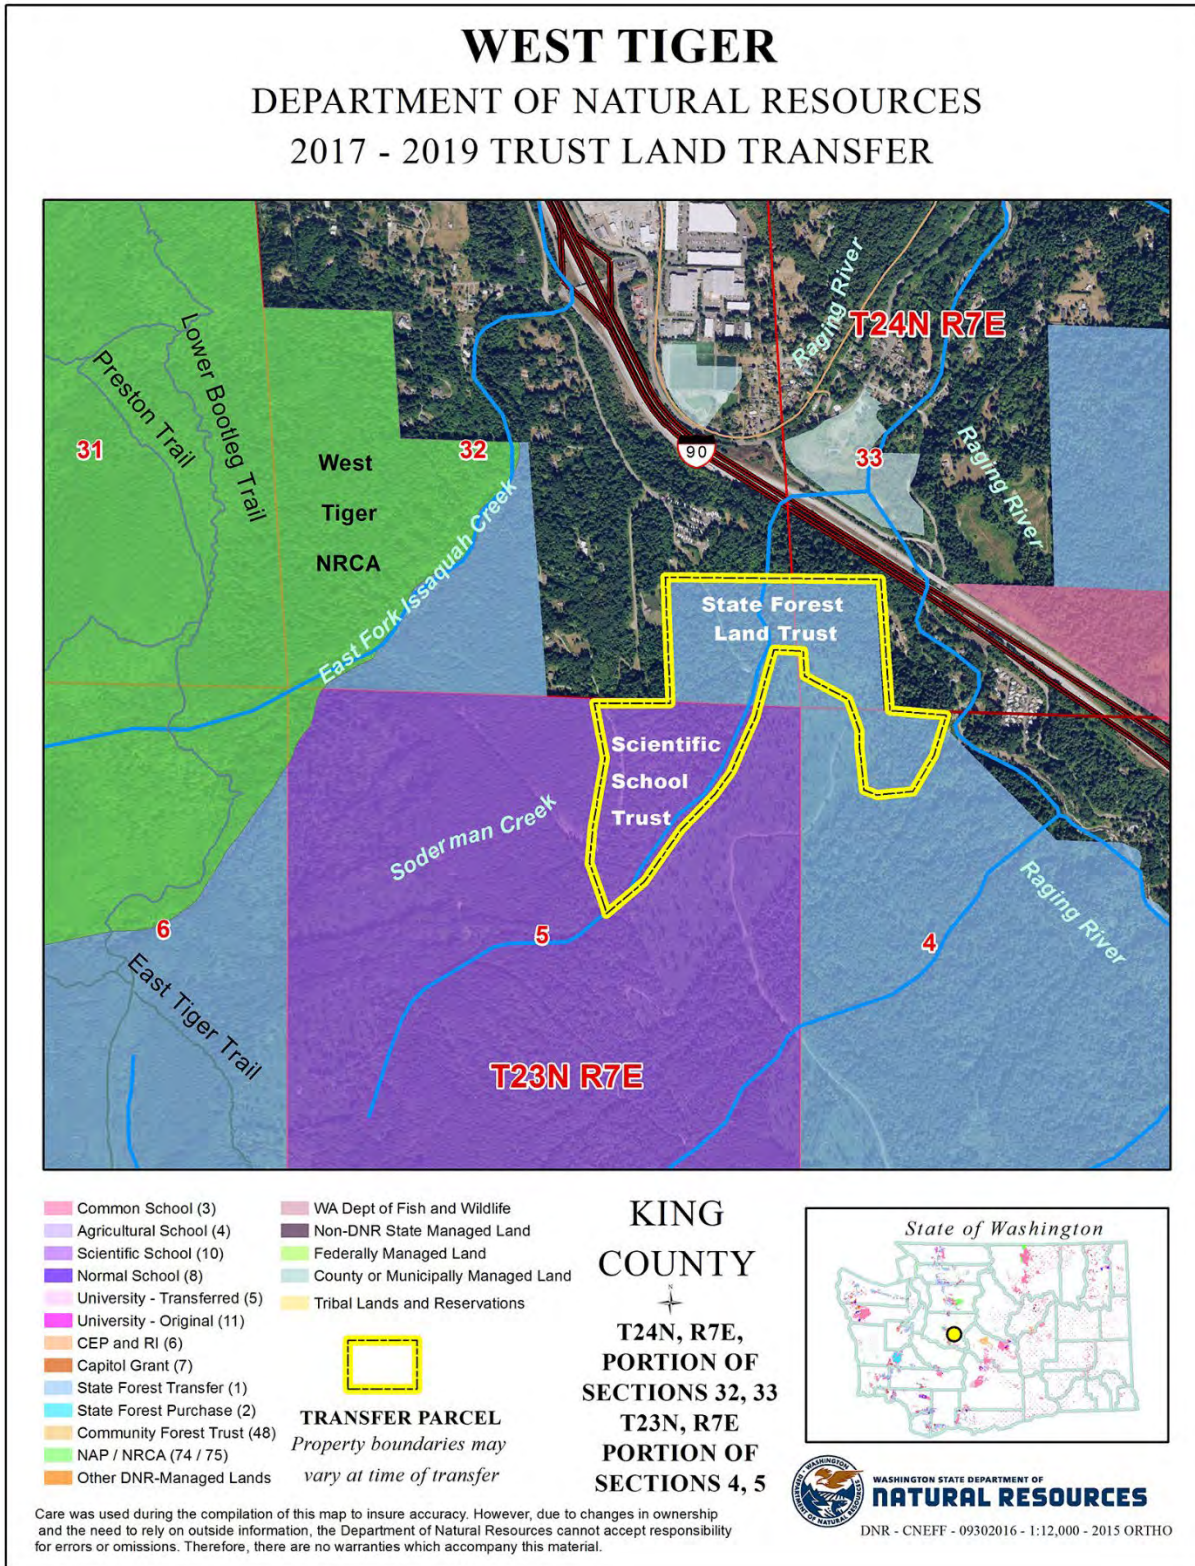 WEST TIGER
DEPARTMENT OF NATURAL RESOURCES
2017 - 2019 TRUST LAND TRANSFER
Raging River
T24N R7E
Lower Bootleg Trail
Preston Trail
31
32
33
90
West
Tiger
NRCA
Raging River
East Fork Issaquah Creek
State Forest
Land Trust
Scientific
School
Trust
Soderman Creek
Raging River
6
5
4
East Tiger Trail
T23N R7E
Common School (3)
Agricultural School (4)
Scientific School (10)
Normal School (8)
University - Transferred (5)
University - Original (11)
CEP and RI (6)
Capitol Grant (7)
State Forest Transfer (1)
State Forest Purchase (2)
Community Forest Trust (48)
NAP / NRCA (74 / 75)
Other DNR-Managed Lands
WA Dept of Fish and Wildlife
Non-DNR State Managed Land
Federally Managed Land
County or Municipally Managed Land
Tribal Lands and Reservations
TRANSFER PARCEL
Property boundaries may
vary at time of transfer
KING
COUNTY
N
T24N, R7E,
PORTION OF
SECTIONS 32, 33
T23N, R7E
PORTION OF
SECTIONS 4, 5
State of Washington
WASHINGTON
DEPARTMENT OF NATURAL RESOURCES
WASHINGTON STATE DEPARTMENT OF
NATURAL RESOURCES
DNR - CNEFF - 09302016 - 1:12,000 - 2015 ORTHO
Care was used during the compilation of this map to insure accuracy. However, due to changes in ownership
and the need to rely on outside information, the Department of Natural Resources cannot accept responsibility
for errors or omissions. Therefore, there are no warranties which accompany this material.